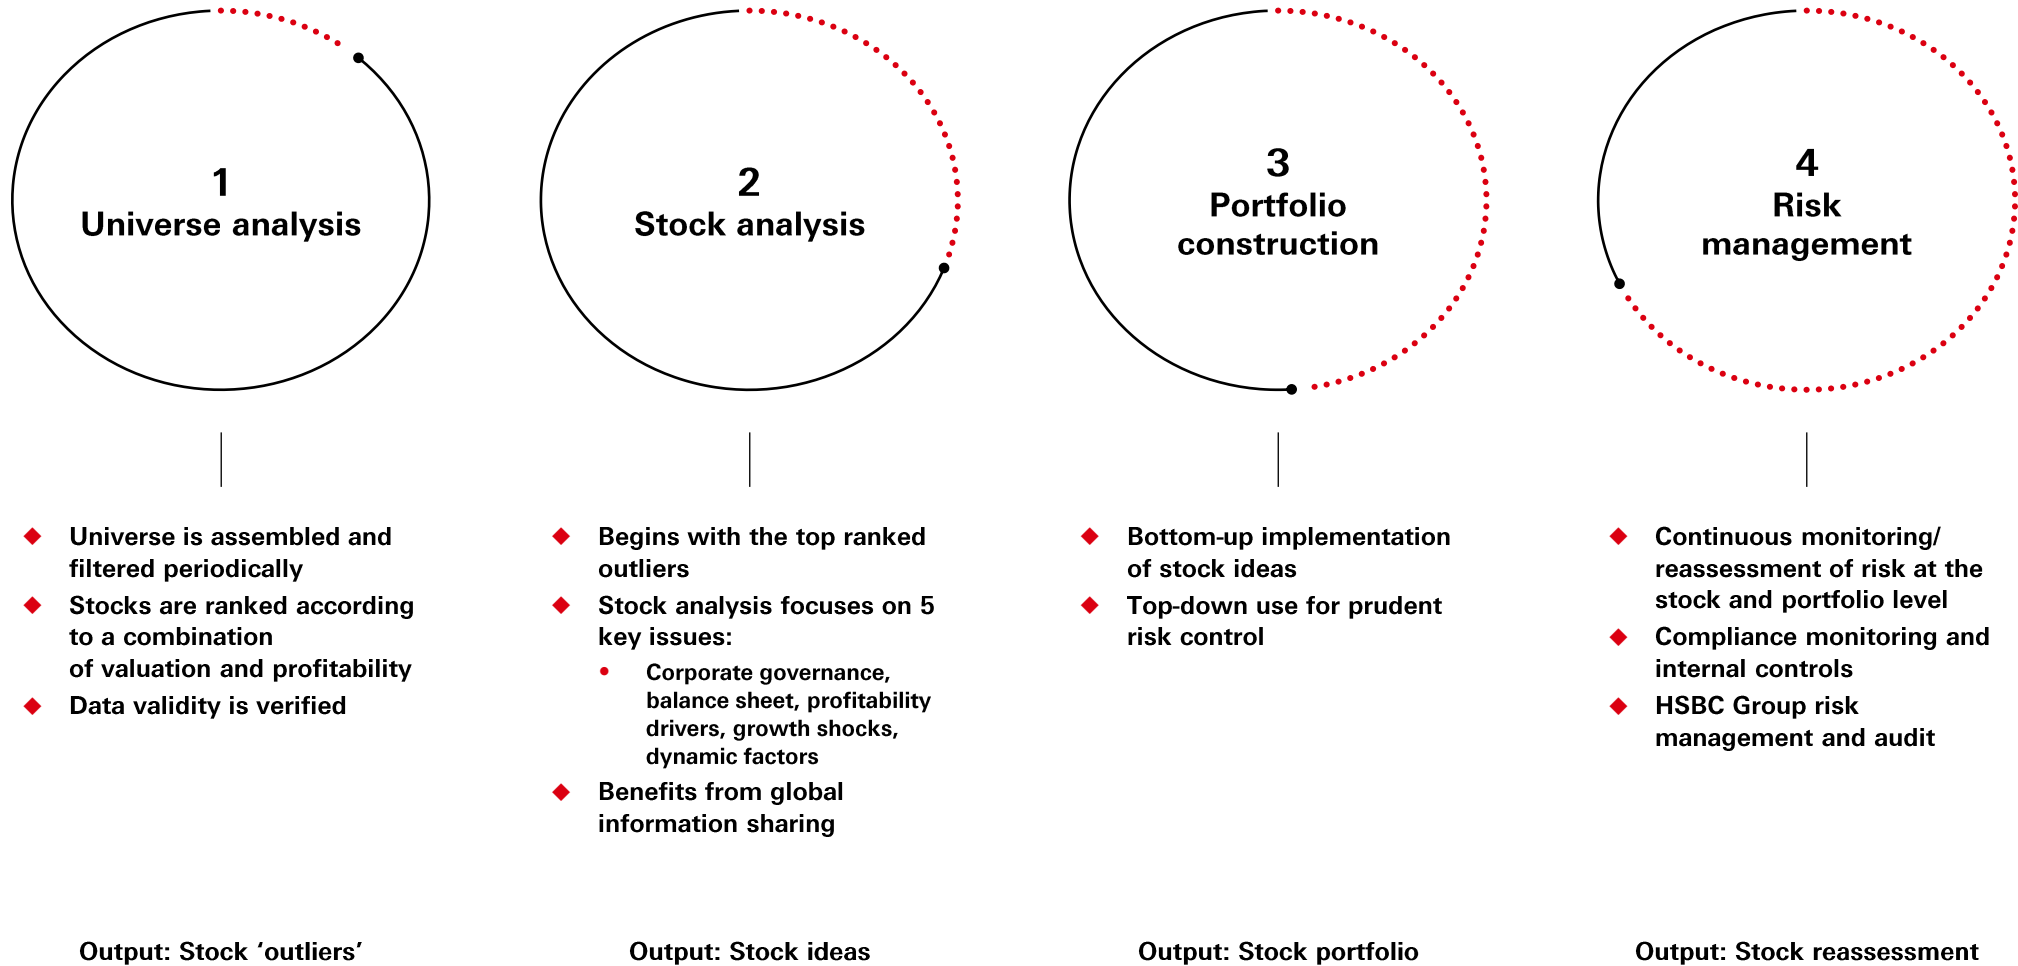 1
Universe analysis
Universe is assembled and
filtered periodically
Stocks are ranked according
to a combination
of valuation and profitability
Data validity is verified
Output: Stock ‘outliers’
2
Stock analysis
Begins with the top ranked
outliers
Stock analysis focuses on 5
key issues:
Corporate governance,
balance sheet, profitability
drivers, growth shocks,
dynamic factors
Benefits from global
information sharing
Output: Stock ideas
3
Portfolio
construction
Bottom-up implementation
of stock ideas
Top-down use for prudent
risk control
Output: Stock portfolio
4
Risk
management
Continuous monitoring/
reassessment of risk at the
stock and portfolio level
Compliance monitoring and
internal controls
HSBC Group risk
management and audit
Output: Stock reassessment